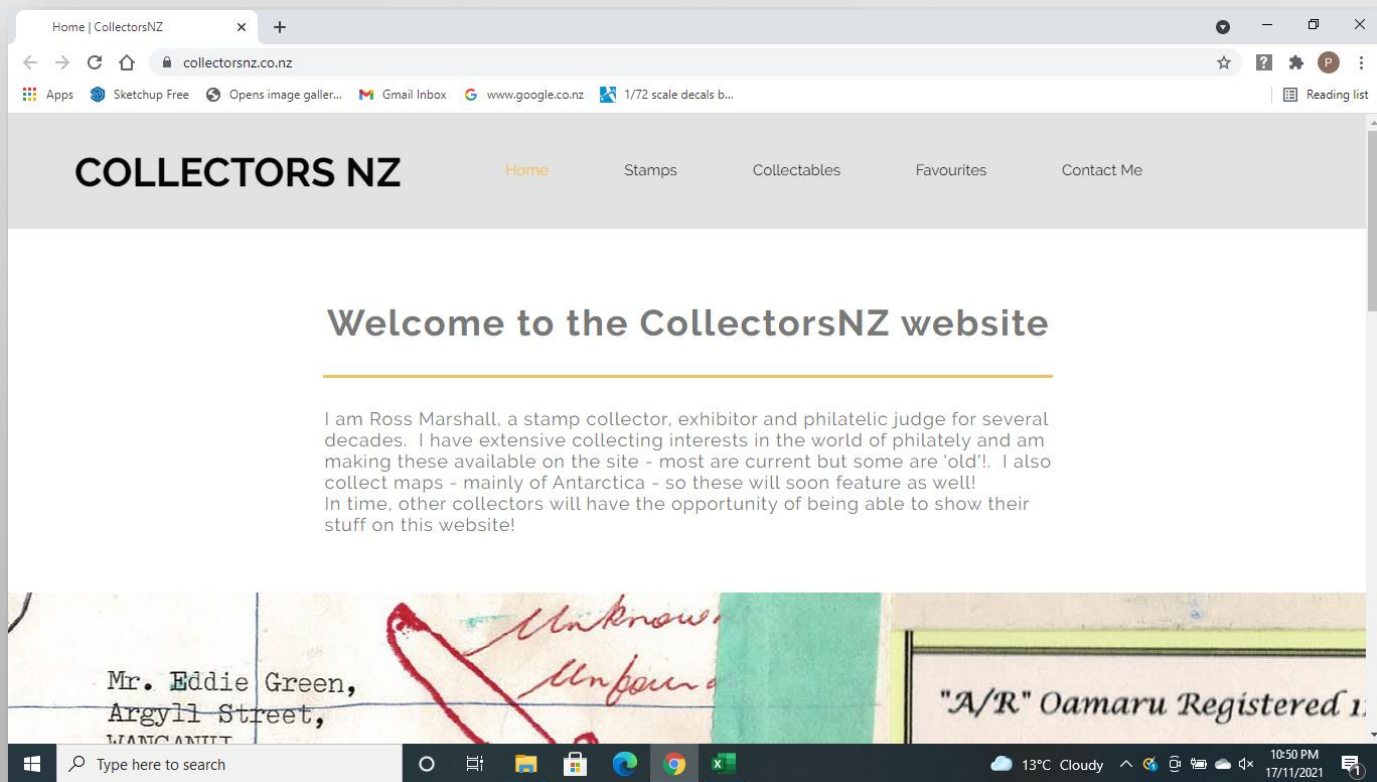 Home | CollectorsNZ
collectorsnz.co.nz
P
Apps Sketchup Free Opens image galler... Gmail Inbox G www.google.co.nz 1/72 scale decals b... Reading list
COLLECTORS NZ Home Stamps Collectables Favourites Contact Me
Welcome to the CollectorsNZ website
I am Ross Marshall, a stamp collector, exhibitor and philatelic judge for several
decades. I have extensive collecting interests in the world of philately and am
making these available on the site - most are current but some are 'old'!. I also
collect maps - mainly of Antarctica - so these will soon feature as well!
In time, other collectors will have the opportunity of being able to show their
stuff on this website!
Unknown
Mr. Eddie Green,
Argyll Street,
WANGANUI
"A/R" Oamaru Registered
Type here to search
13°C Cloudy
10:50 PM
17/11/2021